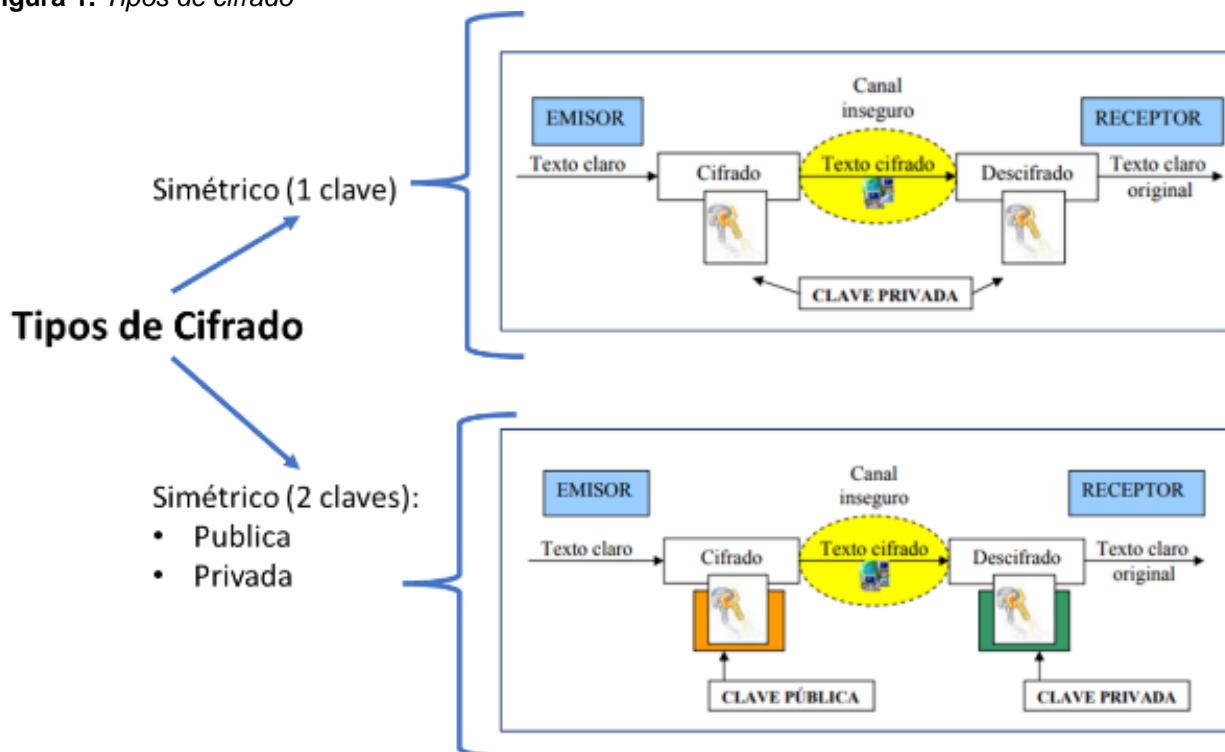 igura 1. Tipos de cifrado
Canal
inseguro
EMISOR
RECEPTOR
Texto claro
Cifrado
Texto cifrado
Descifrado
Texto claro
original
CLAVE PRIVADA
Simétrico (1 clave)
Tipos de Cifrado
Simétrico (2 claves):
• Publica
• Privada
Canal
inseguro
EMISOR
RECEPTOR
Texto claro
Cifrado
Texto cifrado
Descifrado
Texto claro
original
CLAVE PÚBLICA
CLAVE PRIVADA